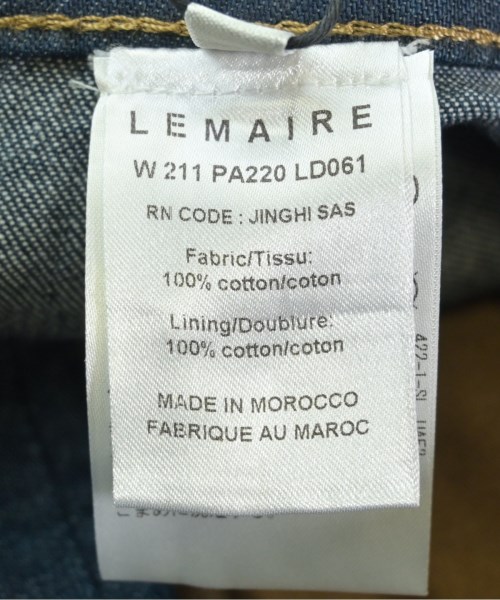 LEMAIRE
W 211 PA220 LD061
RN CODE : JINGHI SAS
Fabric/Tissu:
100% cotton/coton
Lining/Doublure:
100% cotton/coton
MADE IN MOROCCO
FABRIQUE AU MAROC